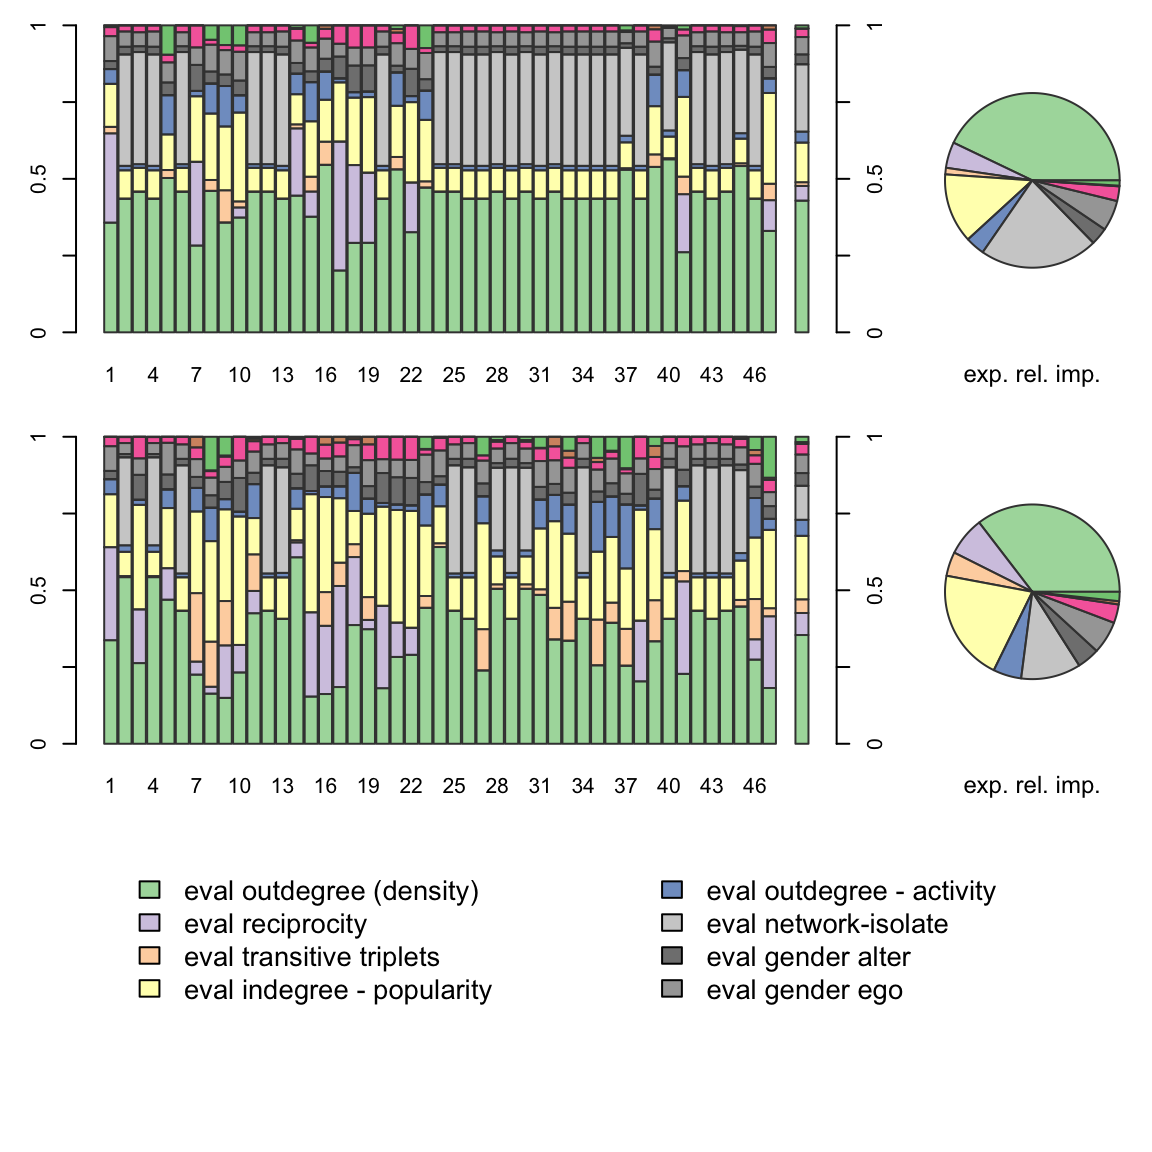 1
0.5
0
1 4 7 10 13 16 19 22 25 28 31 34 37 40 43 46
1
0.5
0
exp. rel. imp.
1
0.5
0
1 4 7 10 13 16 19 22 25 28 31 34 37 40 43 46
1
0.5
0
exp. rel. imp.
eval outdegree (density)
eval reciprocity
eval transitive triplets
eval indegree - popularity
eval outdegree - activity
eval network-isolate
eval gender alter
eval gender ego